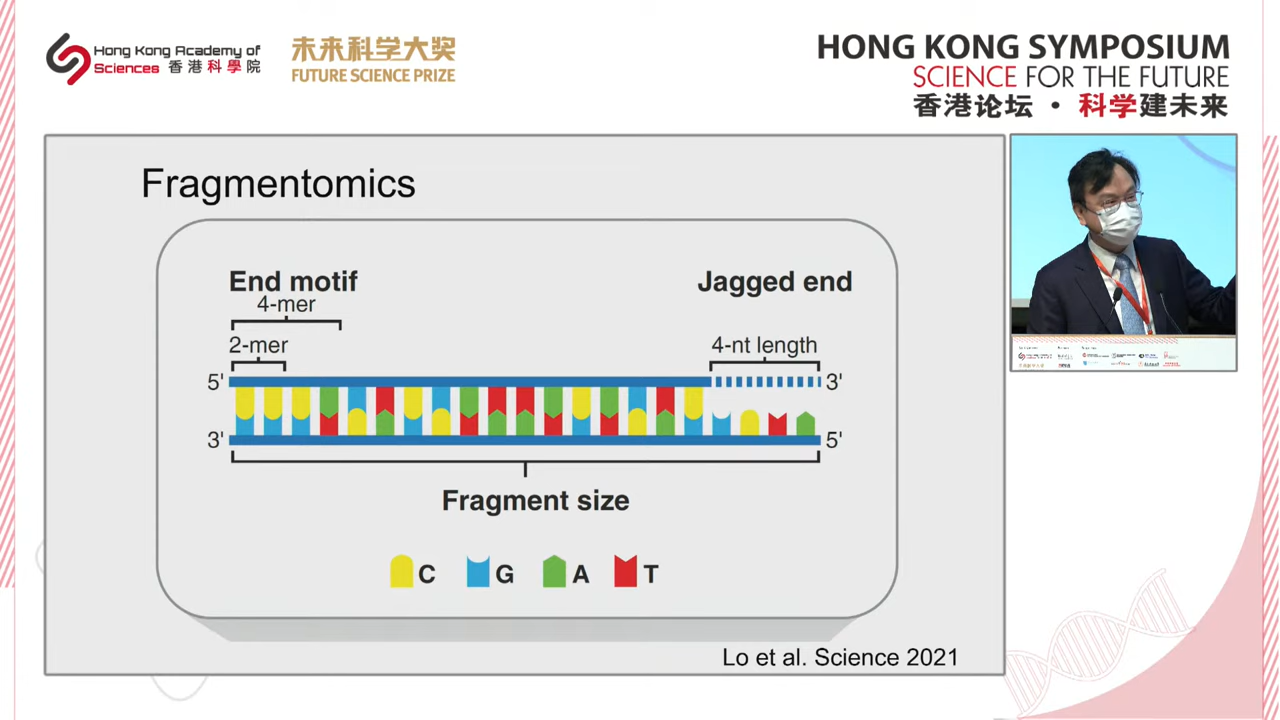 Hong Kong Academy of
Sciences 香港科學院
未来科学大奖
FUTURE SCIENCE PRIZE
HONG KONG SYMPOSIUM
SCIENCE FOR THE FUTURE
香港论坛 · 科学建未来
Fragmentomics
End motif
4-mer
2-mer
Jagged end
4-nt length
5' 3'
3' 5'
Fragment size
C G A T
Lo et al. Science 2021